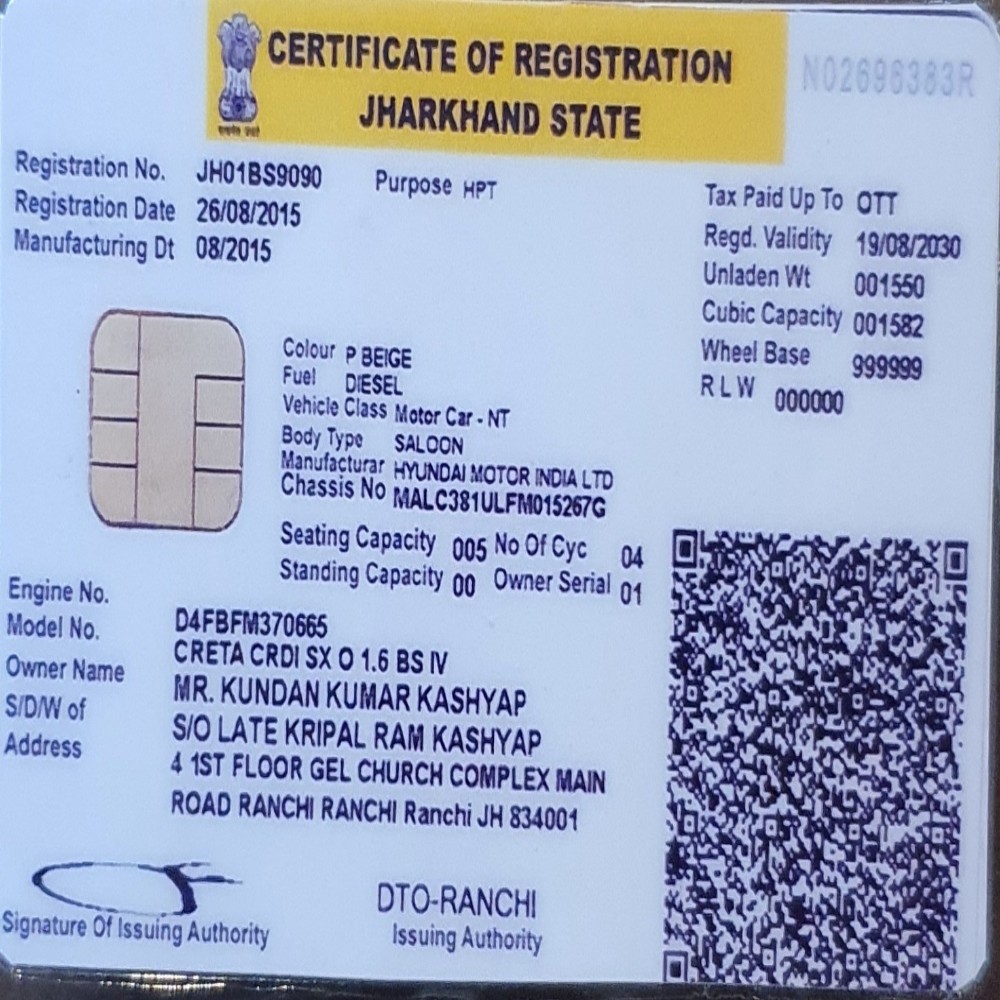 CERTIFICATE OF REGISTRATION
JHARKHAND STATE
N02696383R
Registration No. JH01BS9090 Purpose HPT
Registration Date 26/08/2015
Manufacturing Dt 08/2015
Tax Paid Up To OTT
Regd. Validity 19/08/2030
Unladen Wt 001550
Cubic Capacity 001582
Wheel Base 999999
R L W 000000
Colour P BEIGE
Fuel DIESEL
Vehicle Class Motor Car - NT
Body Type SALOON
Manufacturar HYUNDAI MOTOR INDIA LTD
Chassis No MALC381ULFM015267G
Seating Capacity 005 No Of Cyc 04
Standing Capacity 00 Owner Serial 01
Engine No. D4FBFM370665
Model No. CRETA CRDI SX O 1.6 BS IV
Owner Name MR. KUNDAN KUMAR KASHYAP
S/D/W of S/O LATE KRIPAL RAM KASHYAP
Address 4 1ST FLOOR GEL CHURCH COMPLEX MAIN
ROAD RANCHI RANCHI Ranchi JH 834001
Signature Of Issuing Authority
DTO-RANCHI
Issuing Authority